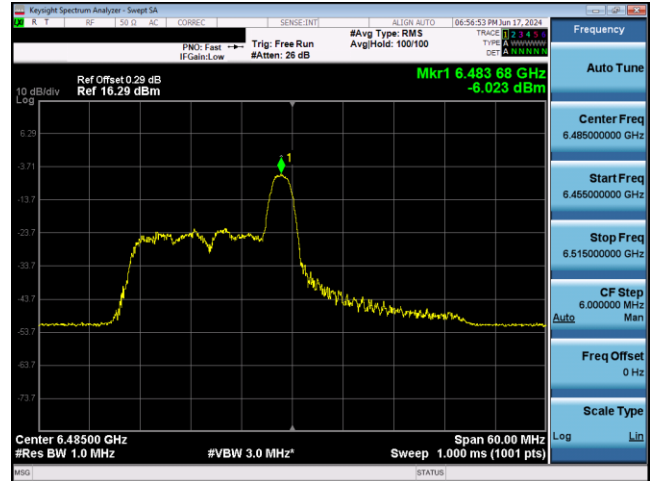 Keysight Spectrum Analyzer - Swept SA
R T RF 50 Ω AC CORREC SENSE:INT ALIGN AUTO 06:56:53 PM Jun 17, 2024
#Avg Type: RMS
Avg|Hold: 100/100
TRACE 1 2 3 4 5 6
TYPE A WWWWW
DET A NNNNN
PNO: Fast
IFGain:Low
Trig: Free Run
#Atten: 26 dB
Ref Offset 0.29 dB
Ref 16.29 dBm
10 dB/div
Log
Mkr1 6.483 68 GHz
-6.023 dBm
1
6.29
-3.71
-13.7
-23.7
-33.7
-43.7
-53.7
-63.7
-73.7
Center 6.48500 GHz
#Res BW 1.0 MHz
#VBW 3.0 MHz*
Span 60.00 MHz
Sweep 1.000 ms (1001 pts)
MSG
STATUS
Frequency
Auto Tune
Center Freq
6.485000000 GHz
Start Freq
6.455000000 GHz
Stop Freq
6.515000000 GHz
CF Step
6.000000 MHz
Auto Man
Freq Offset
0 Hz
Scale Type
Log Lin